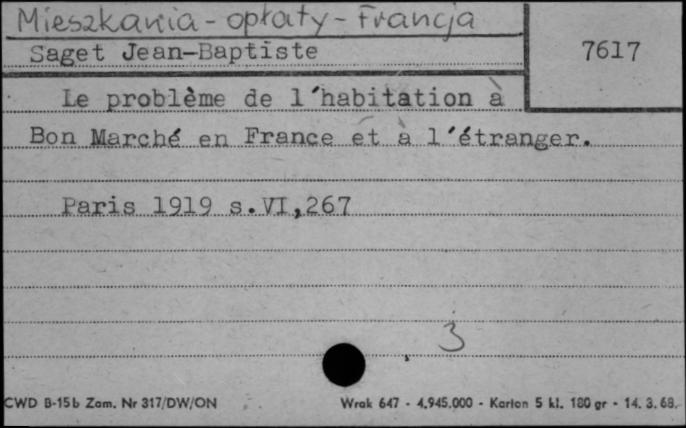 Mieszkania - opłaty - Francja
Saget Jean-Baptiste
7617
Le problème de l'habitation à
Bon Marché en France et à l'étranger.
Paris 1919 s.VI,267
3
CWD B-15b Zam. Nr 317/DW/ON
Wrak 647 - 4.945.000 - Karton 5 kl. 180 gr - 14. 3. 68.